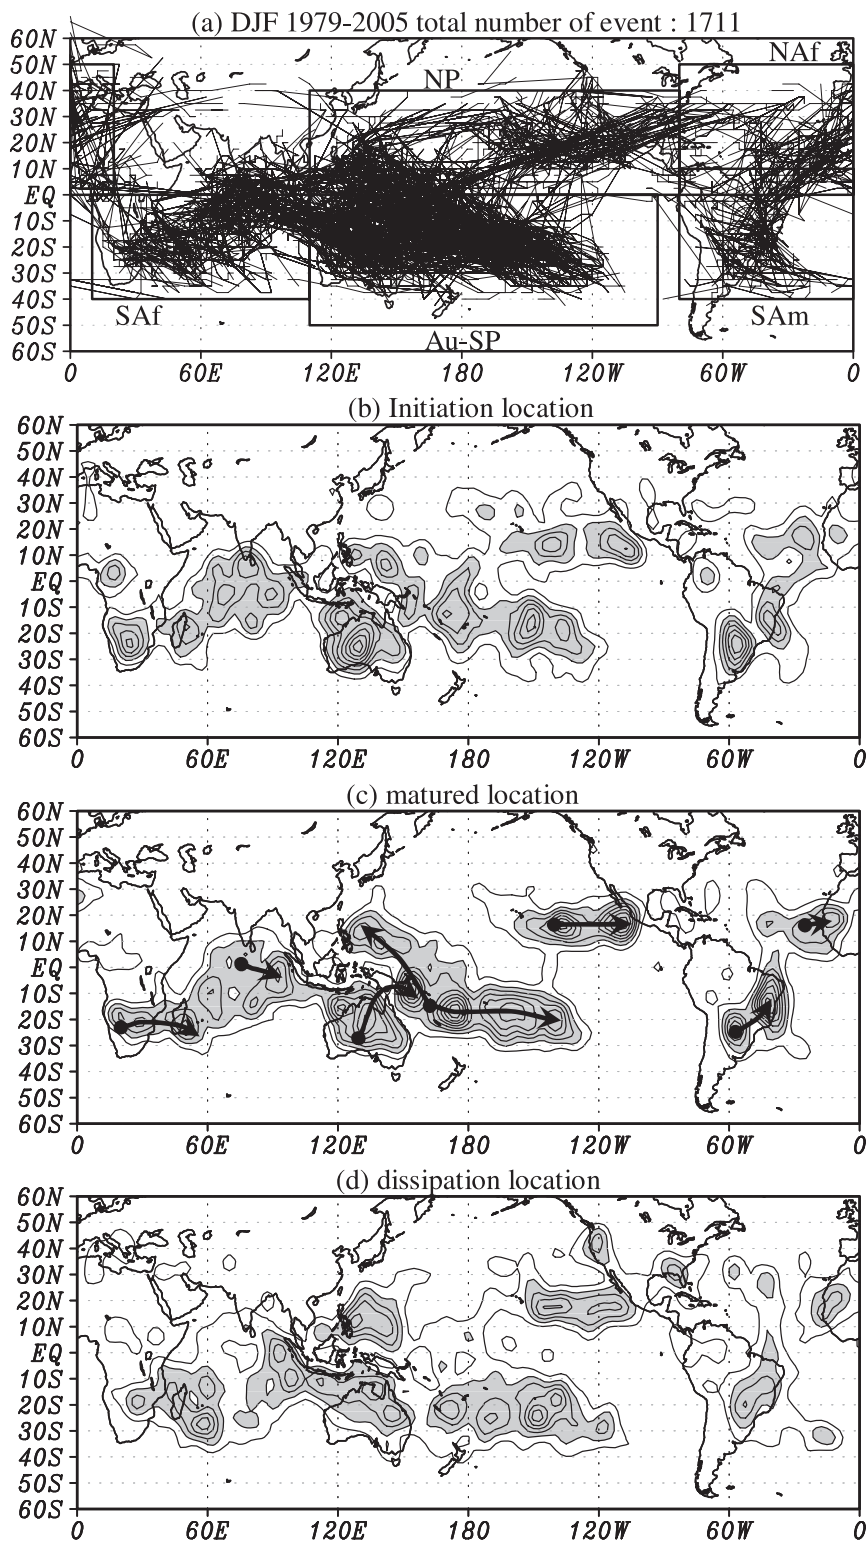 (a) DJF 1979-2005 total number of event : 1711
60N
50N
40N
30N
20N
10N
EQ
10S
20S
30S
40S
50S
60S
NAf
NP
SAf
SAm
Au-SP
0 60E 120E 180 120W 60W 0
(b) Initiation location
60N
50N
40N
30N
20N
10N
EQ
10S
20S
30S
40S
50S
60S
0 60E 120E 180 120W 60W 0
(c) matured location
60N
50N
40N
30N
20N
10N
EQ
10S
20S
30S
40S
50S
60S
0 60E 120E 180 120W 60W 0
(d) dissipation location
60N
50N
40N
30N
20N
10N
EQ
10S
20S
30S
40S
50S
60S
0 60E 120E 180 120W 60W 0